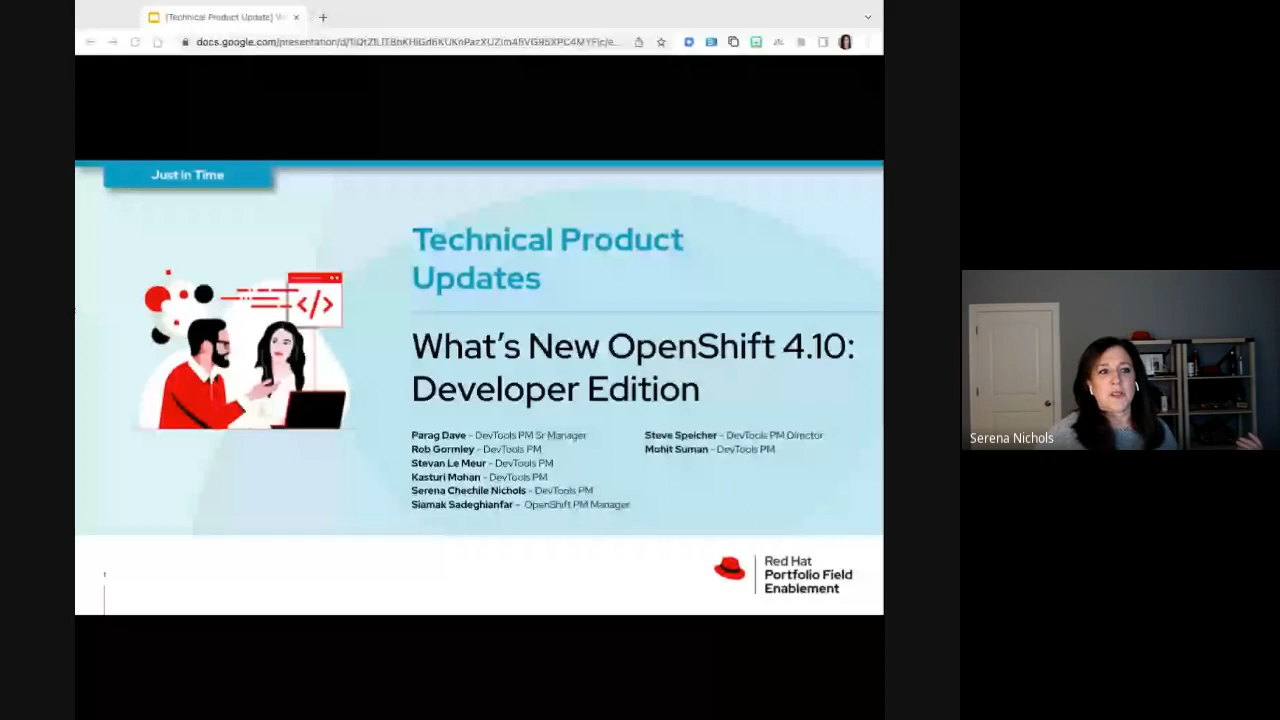 [Technical Product Update] W
docs.google.com/presentation/d/
Just in Time
Technical Product
Updates
</>
What's New OpenShift 4.10:
Developer Edition
Parag Dave - DevTools PM Sr Manager
Rob Gormley - DevTools PM
Stevan Le Meur - DevTools PM
Kasturi Mohan - DevTools PM
Serena Chechile Nichols - DevTools PM
Siamak Sadeghianfar - OpenShift PM Manager
Steve Speicher - DevTools PM Director
Mohit Suman - DevTools PM
1
Red Hat
Portfolio Field
Enablement
Serena Nichols